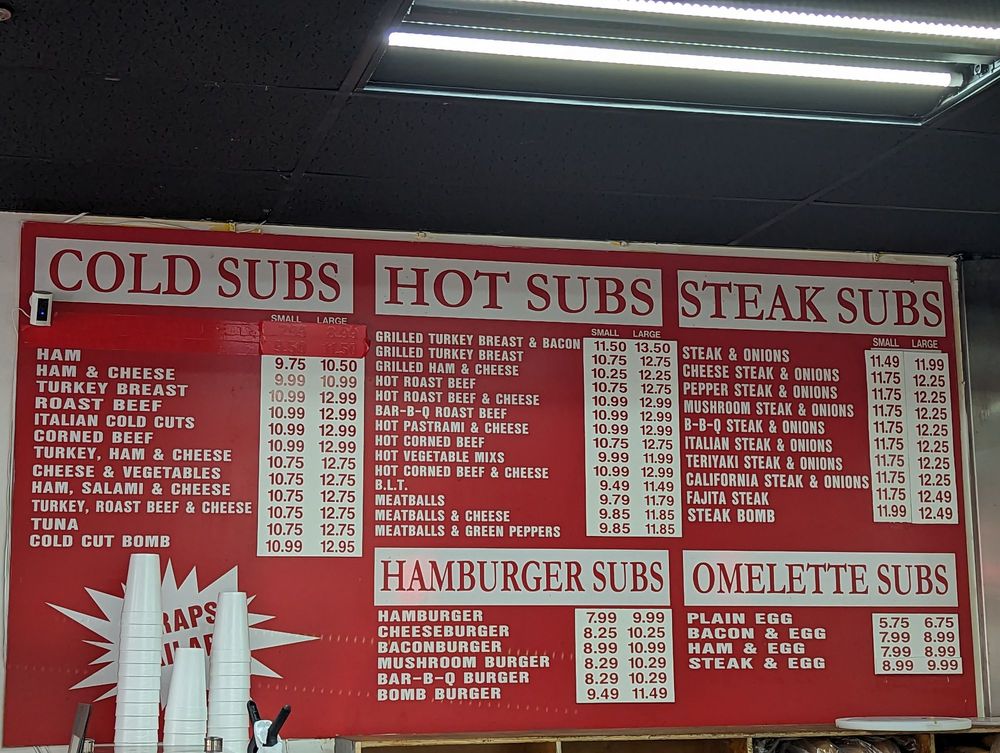 COLD SUBS
SMALL LARGE
HAM 9.75 10.50
HAM & CHEESE 9.99 10.99
TURKEY BREAST 10.99 12.99
ROAST BEEF 10.99 12.99
ITALIAN COLD CUTS 10.99 12.99
CORNED BEEF 10.99 12.99
TURKEY, HAM & CHEESE 10.75 12.75
CHEESE & VEGETABLES 10.75 12.75
HAM, SALAMI & CHEESE 10.75 12.75
TURKEY, ROAST BEEF & CHEESE 10.75 12.75
TUNA 10.75 12.75
COLD CUT BOMB 10.99 12.95
RAPS
HOT SUBS
SMALL LARGE
GRILLED TURKEY BREAST & BACON 11.50 13.50
GRILLED TURKEY BREAST 10.75 12.75
GRILLED HAM & CHEESE 10.25 12.25
HOT ROAST BEEF 10.75 12.75
HOT ROAST BEEF & CHEESE 10.99 12.99
BAR-B-Q ROAST BEEF 10.99 12.99
HOT PASTRAMI & CHEESE 10.99 12.99
HOT CORNED BEEF 10.75 12.75
HOT VEGETABLE MIXS 9.99 11.99
HOT CORNED BEEF & CHEESE 10.99 12.99
B.L.T. 9.49 11.49
MEATBALLS 9.79 11.79
MEATBALLS & CHEESE 9.85 11.85
MEATBALLS & GREEN PEPPERS 9.85 11.85
HAMBURGER SUBS
HAMBURGER 7.99 9.99
CHEESEBURGER 8.25 10.25
BACONBURGER 8.99 10.99
MUSHROOM BURGER 8.29 10.29
BAR-B-Q BURGER 8.29 10.29
BOMB BURGER 9.49 11.49
STEAK SUBS
SMALL LARGE
STEAK & ONIONS 11.49 11.99
CHEESE STEAK & ONIONS 11.75 12.25
PEPPER STEAK & ONIONS 11.75 12.25
MUSHROOM STEAK & ONIONS 11.75 12.25
B-B-Q STEAK & ONIONS 11.75 12.25
ITALIAN STEAK & ONIONS 11.75 12.25
TERIYAKI STEAK & ONIONS 11.75 12.25
CALIFORNIA STEAK & ONIONS 11.75 12.25
FAJITA STEAK 11.75 12.49
STEAK BOMB 11.99 12.49
OMELETTE SUBS
PLAIN EGG 5.75 6.75
BACON & EGG 7.99 8.99
HAM & EGG 7.99 8.99
STEAK & EGG 8.99 9.99